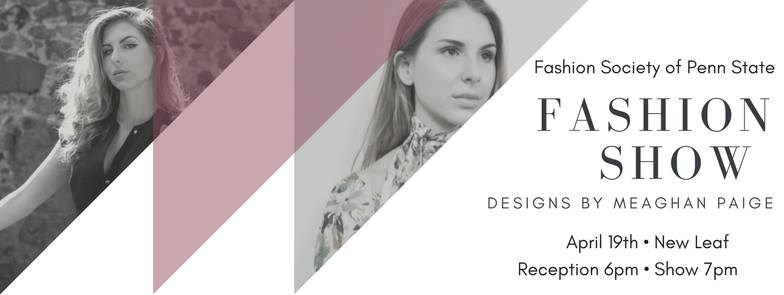 Fashion Society of Penn State
FASHION
SHOW
DESIGNS BY MEAGHAN PAIGE
April 19th • New Leaf
Reception 6pm • Show 7pm